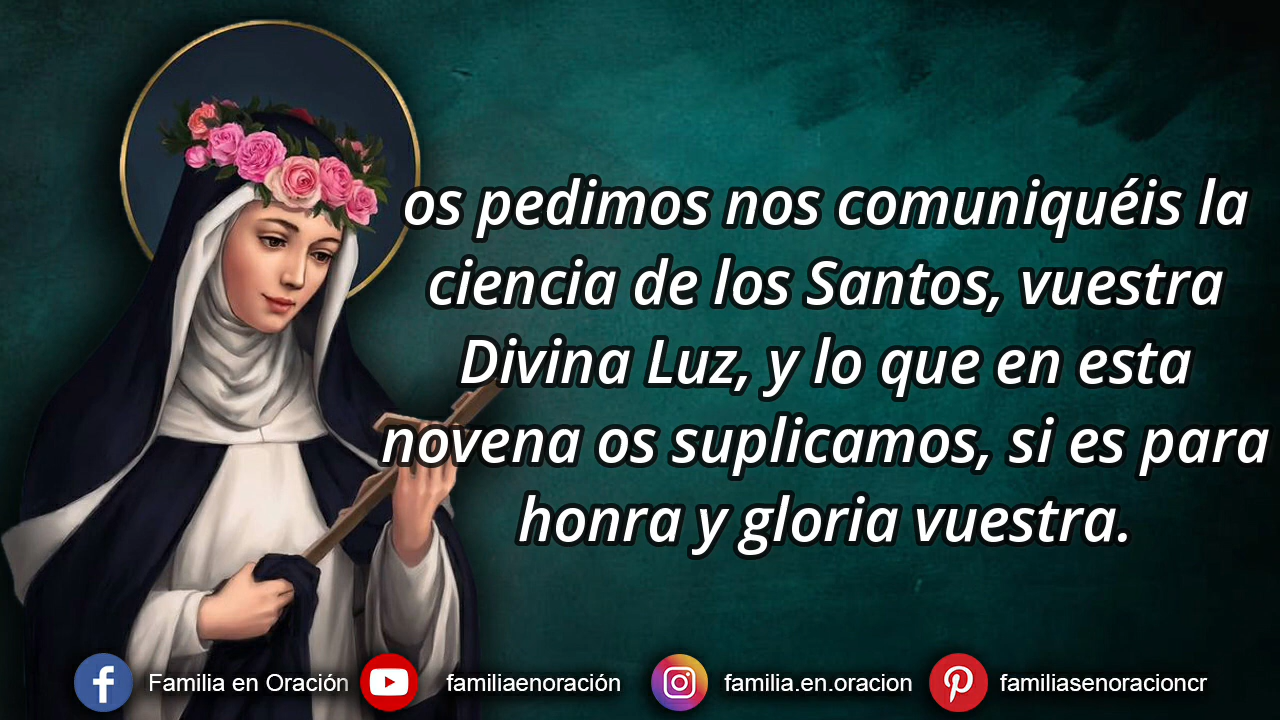 os pedimos nos comuniquéis la
ciencia de los Santos, vuestra
Divina Luz, y lo que en esta
novena os suplicamos, si es para
honra y gloria vuestra.
Familia en Oración
familiaenoración
familia.en.oracion
familiasenoracioncr